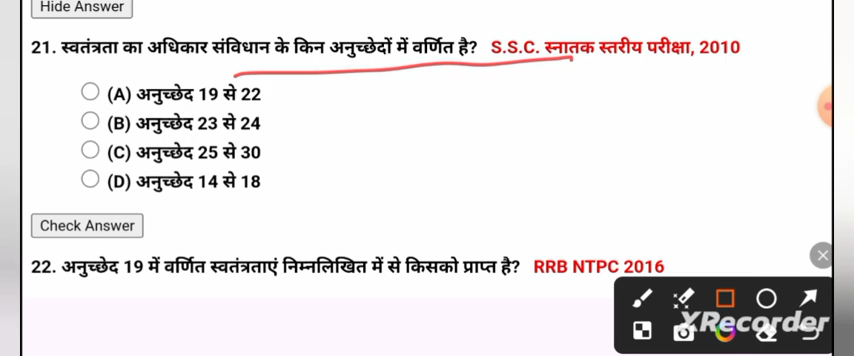 Hide Answer
21. स्वतंत्रता का अधिकार संविधान के किन अनुच्छेदों में वर्णित है? S.S.C. स्नातक स्तरीय परीक्षा, 2010
(A) अनुच्छेद 19 से 22
(B) अनुच्छेद 23 से 24
(C) अनुच्छेद 25 से 30
(D) अनुच्छेद 14 से 18
Check Answer
22. अनुच्छेद 19 में वर्णित स्वतंत्रताएं निम्नलिखित में से किसको प्राप्त है? RRB NTPC 2016
XRecorder